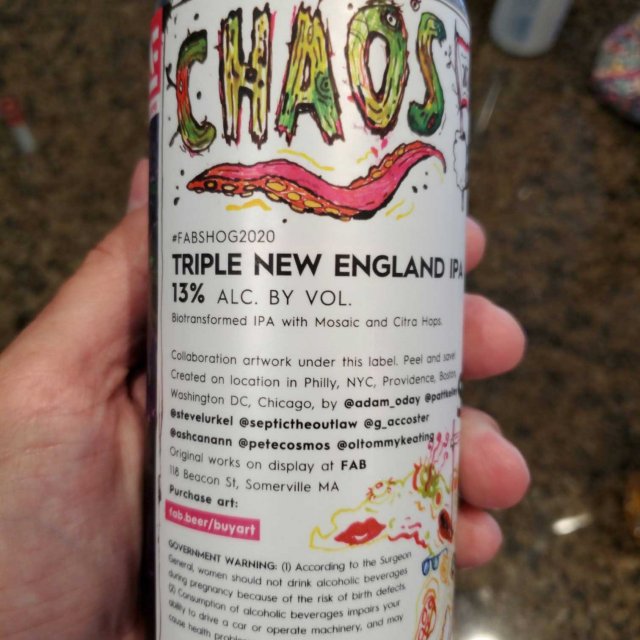 CHAOS
#FABSHOG2020
TRIPLE NEW ENGLAND IPA
13% ALC. BY VOL.
Biotransformed IPA with Mosaic and Citra Hops.
Collaboration artwork under this label. Peel and save!
Created on location in Philly, NYC, Providence, Boston,
Washington DC, Chicago, by @adam_oday
@stevelurkel @septictheoutlaw @g_accoster
@ashcanann @petecosmos @oltommykeating
Original works on display at FAB
118 Beacon St, Somerville MA
Purchase art:
fab.beer/buyart
GOVERNMENT WARNING: (1) According to the Surgeon
General, women should not drink alcoholic beverages
during pregnancy because of the risk of birth defects.
(2) Consumption of alcoholic beverages impairs your
ability to drive a car or operate machinery, and may
cause health